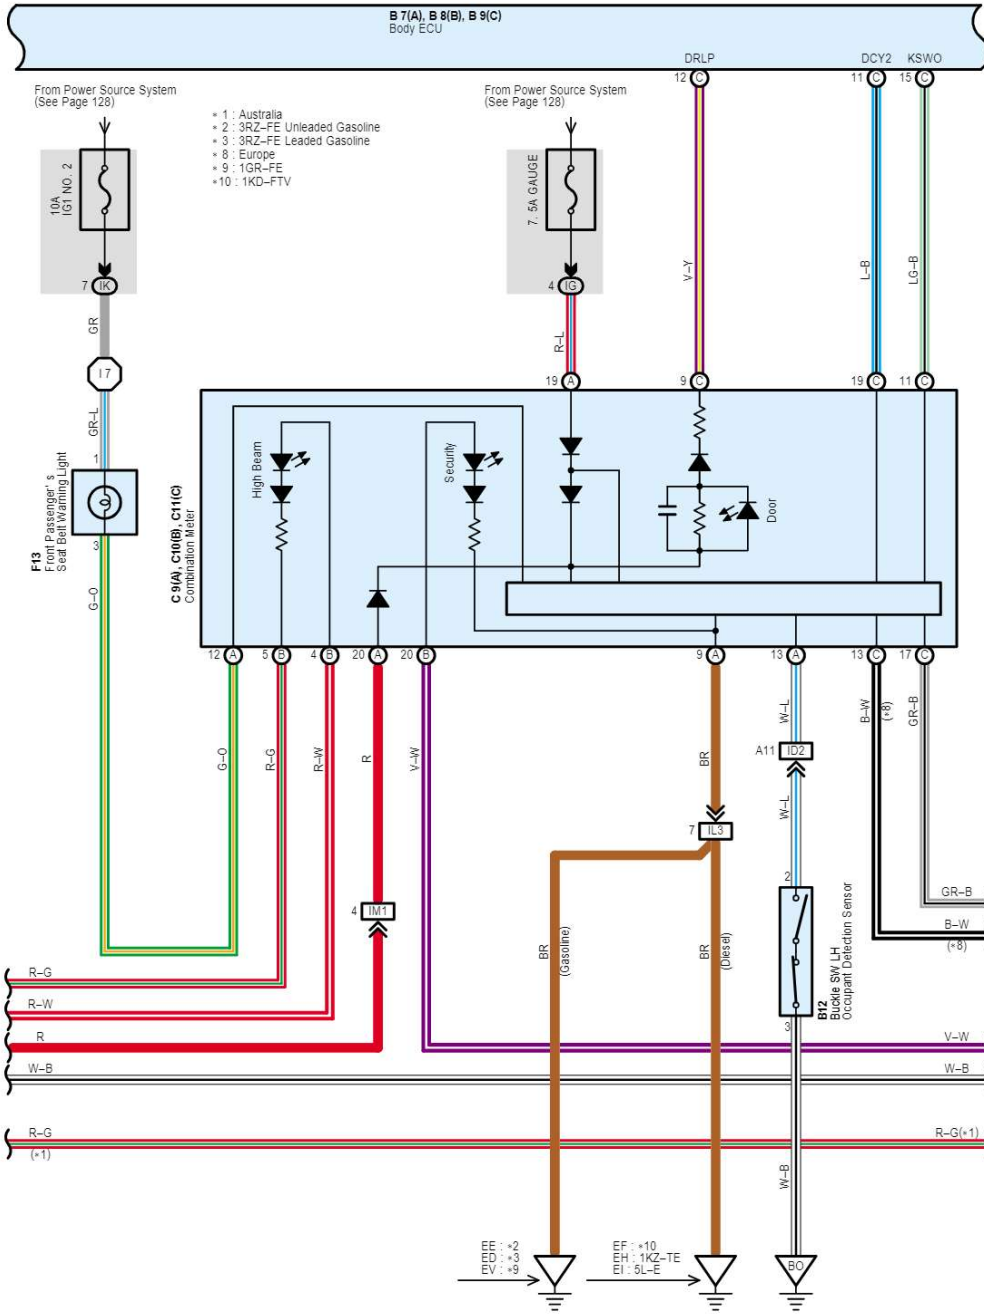 B 7(A), B 8(B), B 9(C)
Body ECU
DRLP
DCY2
KSWO
12 C
11 C
15 C
From Power Source System
(See Page 128)
From Power Source System
(See Page 128)
* 1 : Australia
* 2 : 3RZ–FE Unleaded Gasoline
* 3 : 3RZ–FE Leaded Gasoline
* 8 : Europe
* 9 : 1GR–FE
*10 : 1KD–FTV
10A
IG1 NO. 2
7. 5A GAUGE
7 IK
4 IG
GR
V–Y
L–B
LG–B
R–L
I 7
19 A
9 C
19 C
11 C
GR–L
1
F13
Front Passenger' s
Seat Belt Warning Light
3
G–O
C 9(A), C10(B), C11(C)
Combination Meter
High Beam
Security
Door
12 A
5 B
4 B
20 A
20 B
9 A
13 A
13 C
17 C
G–O
R–G
R–W
R
V–W
BR
W–L
B–W
(*8)
GR–B
A11 ID2
W–L
7 IL3
2
GR–B
4 IM1
B–W
(*8)
BR
(Gasoline)
BR
(Diesel)
B12
Buckle SW LH
Occupant Detection Sensor
R–G
R–W
3
R
V–W
W–B
W–B
R–G
(*1)
R–G(*1)
W–B
EE : *2
ED : *3
EV : *9
EF : *10
EH : 1KZ–TE
EI : 5L–E
BO